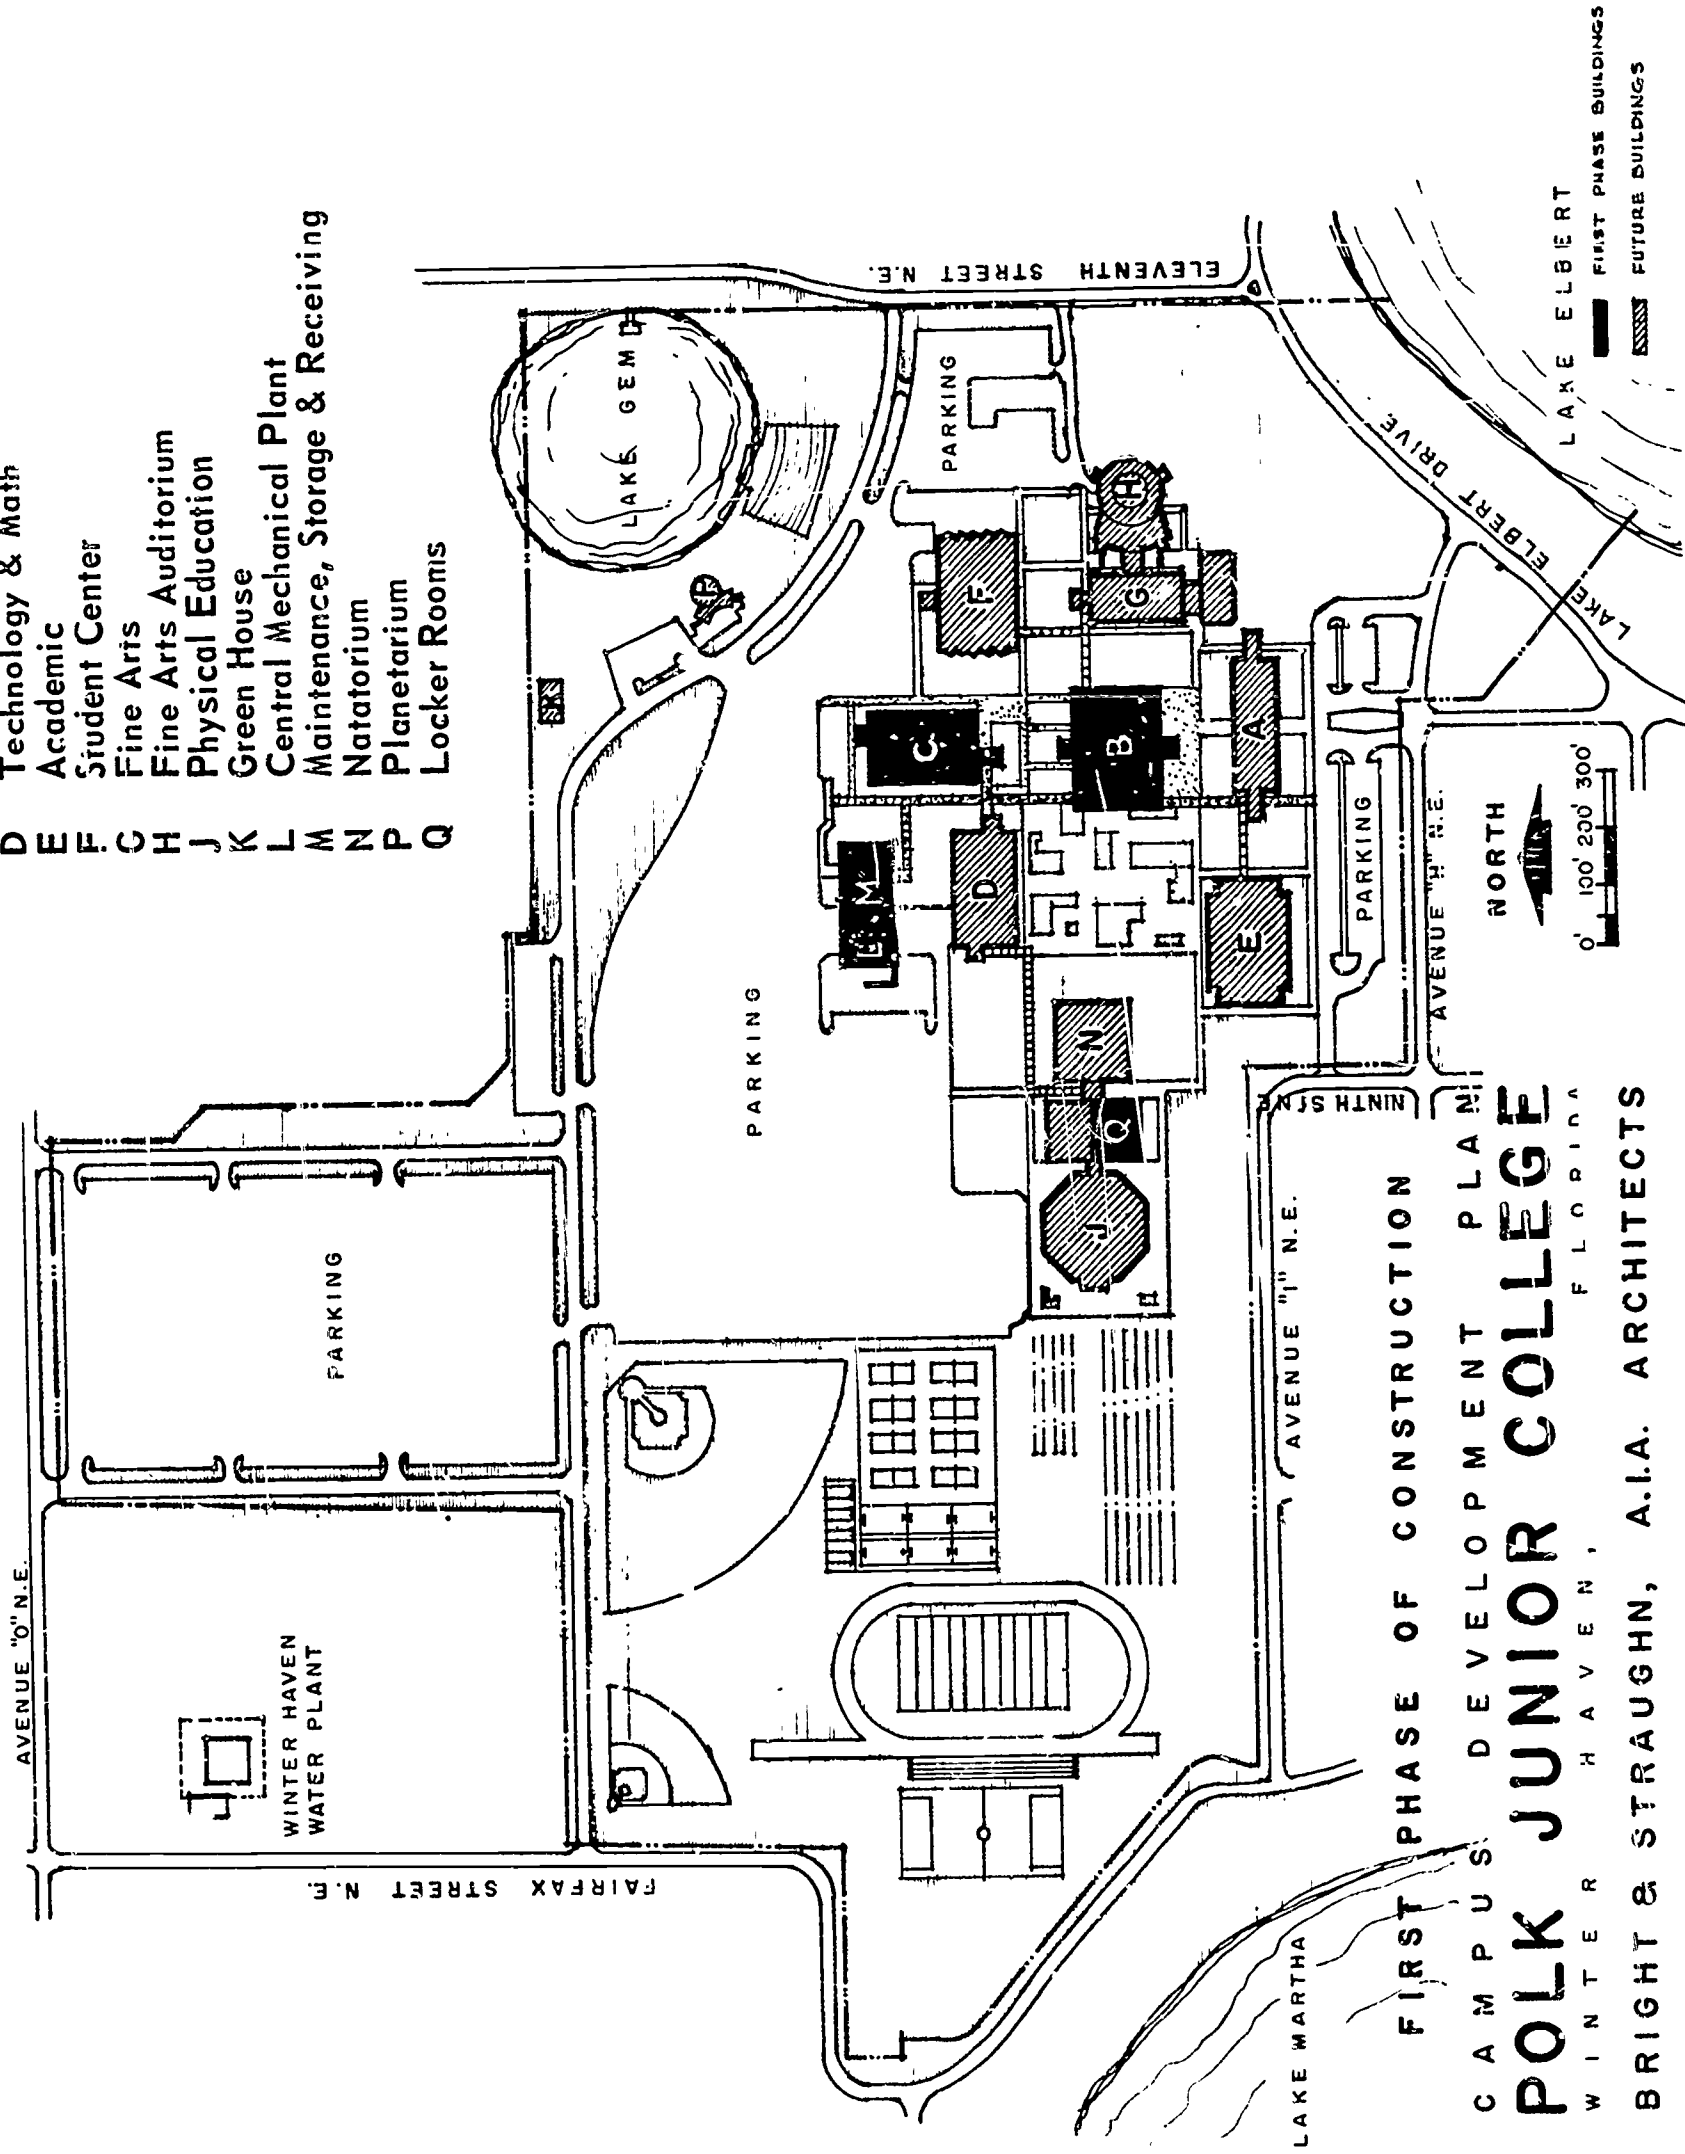 D Technology & Math
E Academic
F Student Center
G Fine Arts
H Fine Arts Auditorium
J Physical Education
K Green House
L Central Mechanical Plant
M Maintenance, Storage & Receiving
N Natatorium
P Planetarium
Q Locker Rooms
AVENUE "O" N.E.
WINTER HAVEN
WATER PLANT
PARKING
FAIRFAX STREET N.E.
LAKE GEM
ELEVENTH STREET N.E.
K
P
PARKING
PARKING
F
H
G
C
B
A
L
M
D
E
N
Q
J
PARKING
LAKE ELBERT DRIVE
LAKE ELBERT
FIRST PHASE BUILDINGS
FUTURE BUILDINGS
AVENUE "H" N.E.
NINTH ST NE
AVENUE "I" N.E.
NORTH
0' 100' 200' 300'
LAKE MARTHA
FIRST PHASE OF CONSTRUCTION
CAMPUS DEVELOPMENT PLAN
POLK JUNIOR COLLEGE
WINTER HAVEN, FLORIDA
BRIGHT & STRAUGHN, A.I.A. ARCHITECTS